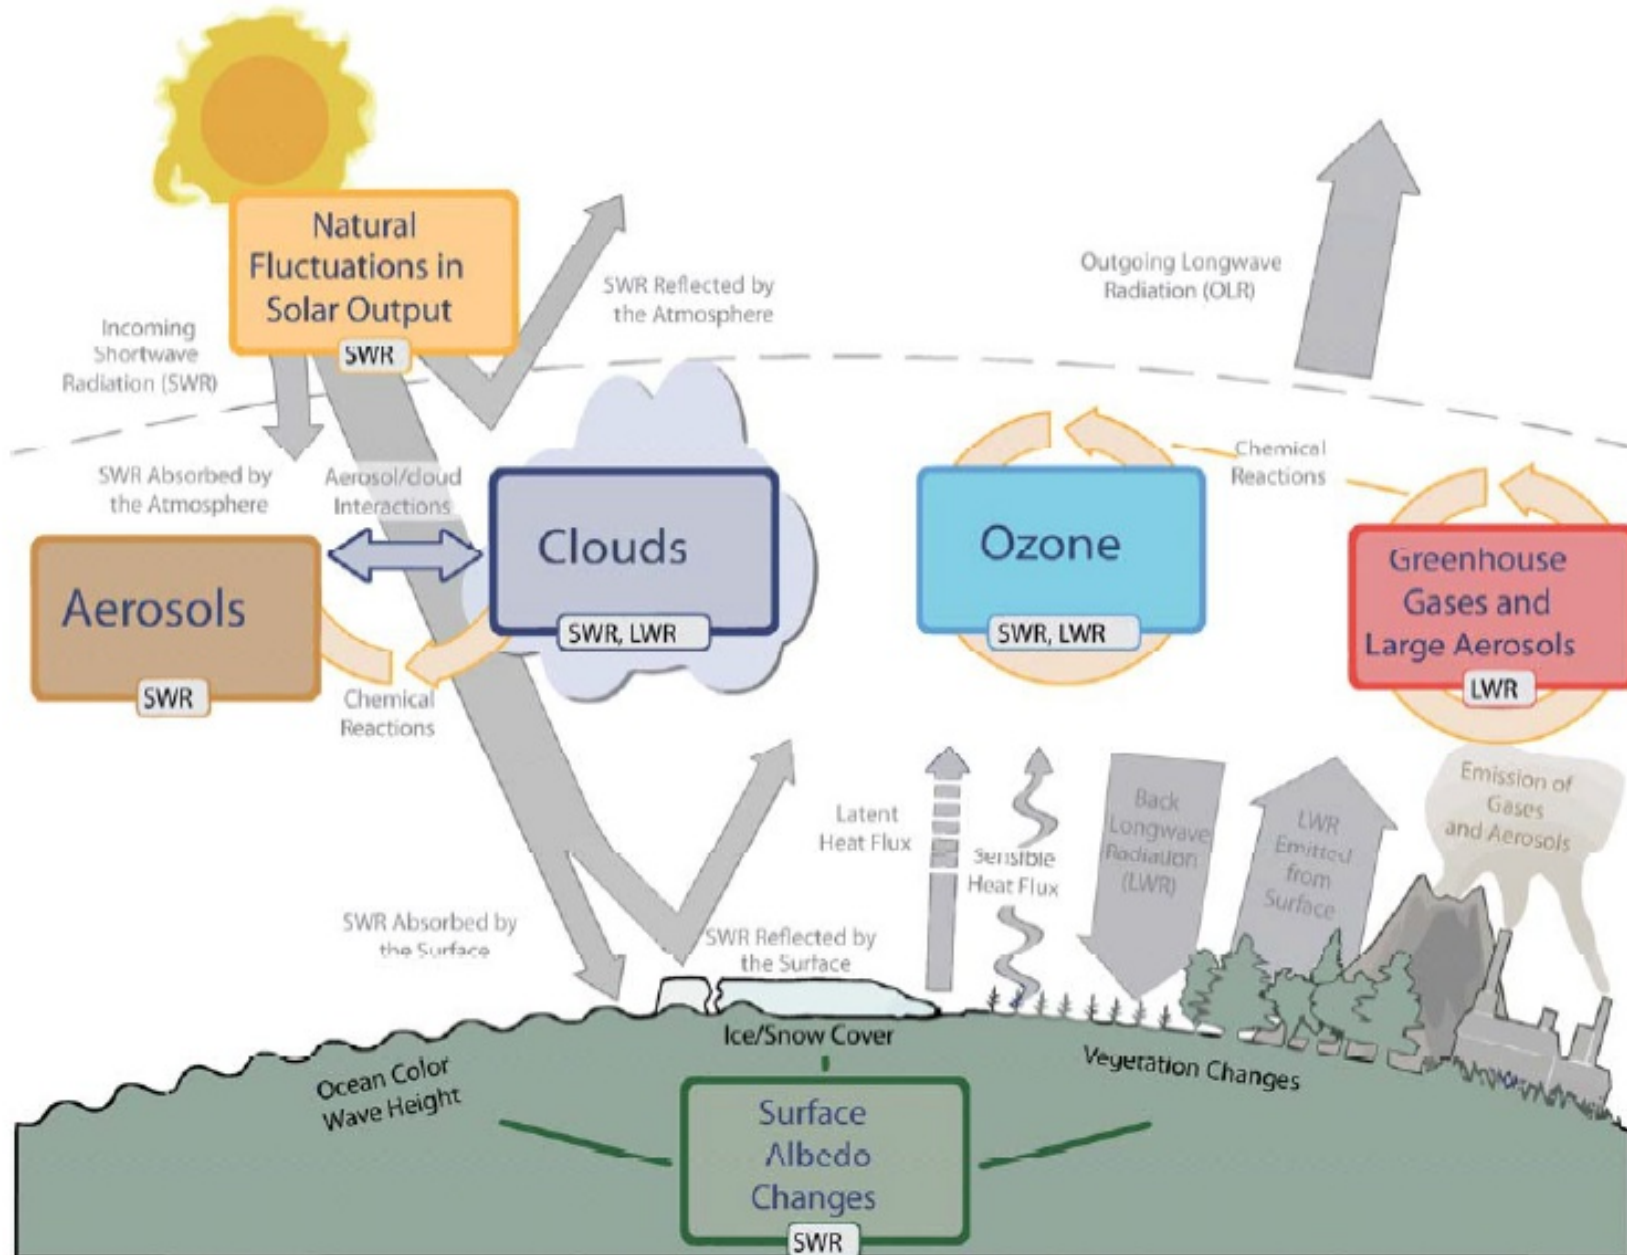 Natural
Fluctuations in
Solar Output
SWR
Incoming
Shortwave
Radiation (SWR)
SWR Reflected by
the Atmosphere
Outgoing Longwave
Radiation (OLR)
SWR Absorbed by
the Atmosphere
Aerosol/cloud
Interactions
Chemical
Reactions
Aerosols
SWR
Clouds
SWR, LWR
Ozone
SWR, LWR
Greenhouse
Gases and
Large Aerosols
LWR
Chemical
Reactions
Latent
Heat Flux
Sensible
Heat Flux
Back
Longwave
Radiation
(LWR)
LWR
Emitted
from
Surface
Emission of
Gases
and Aerosols
SWR Absorbed by
the Surface
SWR Reflected by
the Surface
Ice/Snow Cover
Ocean Color
Wave Height
Vegetation Changes
Surface
Albedo
Changes
SWR